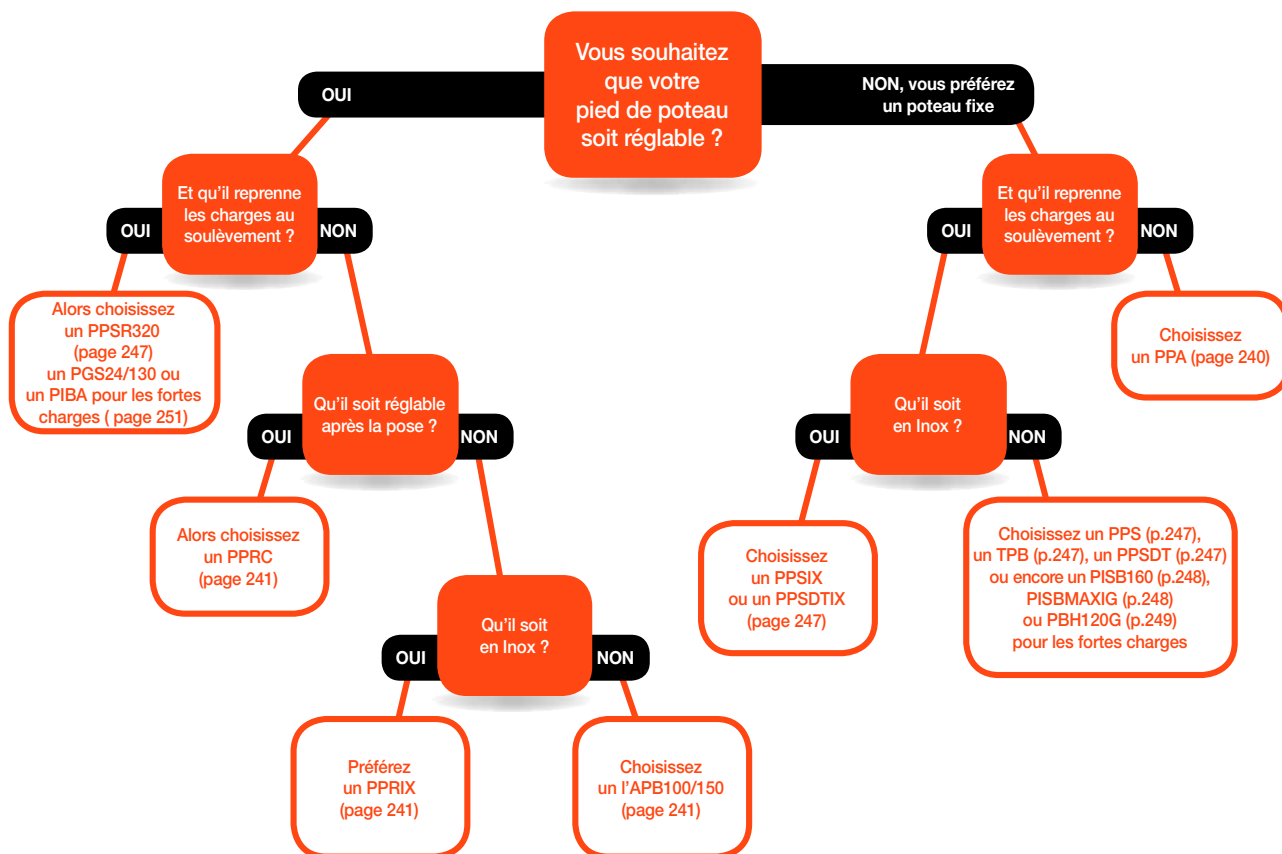 Vous souhaitez
que votre
pied de poteau
soit réglable ?
OUI
NON, vous préférez
un poteau fixe
Et qu'il reprenne
les charges au
soulèvement ?
OUI
NON
Et qu'il reprenne
les charges au
soulèvement ?
OUI
NON
Alors choisissez
un PPSR320
(page 247)
un PGS24/130 ou
un PIBA pour les fortes
charges ( page 251)
Choisissez
un PPA (page 240)
Qu'il soit réglable
après la pose ?
OUI
NON
Qu'il soit
en Inox ?
OUI
NON
Alors choisissez
un PPRC
(page 241)
Choisissez
un PPSIX
ou un PPSDTIX
(page 247)
Choisissez un PPS (p.247),
un TPB (p.247), un PPSDT (p.247)
ou encore un PISB160 (p.248),
PISBMAXIG (p.248)
ou PBH120G (p.249)
pour les fortes charges
Qu'il soit
en Inox ?
OUI
NON
Préférez
un PPRIX
(page 241)
Choisissez
un l'APB100/150
(page 241)